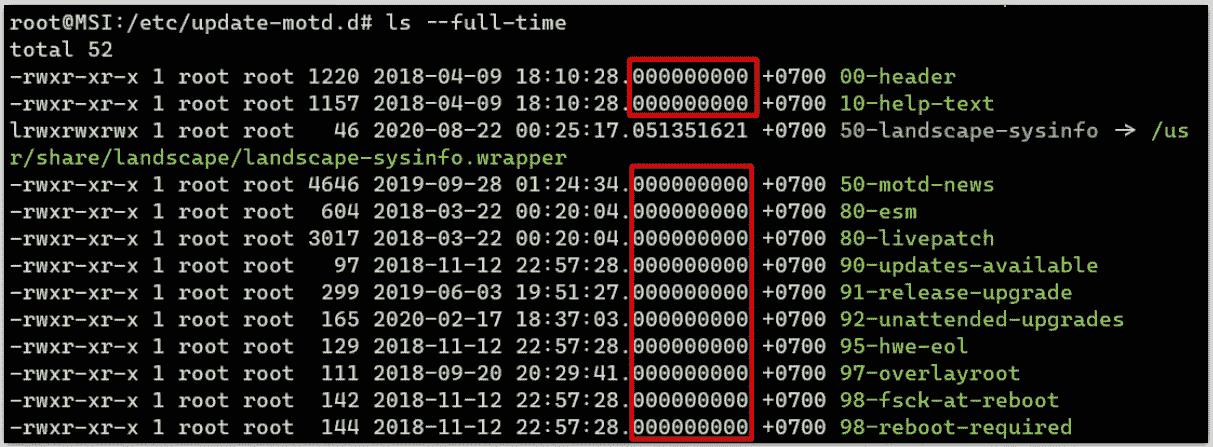 root@MSI:/etc/update-motd.d# ls --full-time
total 52
-rwxr-xr-x 1 root root 1220 2018-04-09 18:10:28.000000000 +0700 00-header
-rwxr-xr-x 1 root root 1157 2018-04-09 18:10:28.000000000 +0700 10-help-text
lrwxrwxrwx 1 root root   46 2020-08-22 00:25:17.051351621 +0700 50-landscape-sysinfo -> /us
r/share/landscape/landscape-sysinfo.wrapper
-rwxr-xr-x 1 root root 4646 2019-09-28 01:24:34.000000000 +0700 50-motd-news
-rwxr-xr-x 1 root root  604 2018-03-22 00:20:04.000000000 +0700 80-esm
-rwxr-xr-x 1 root root 3017 2018-03-22 00:20:04.000000000 +0700 80-livepatch
-rwxr-xr-x 1 root root   97 2018-11-12 22:57:28.000000000 +0700 90-updates-available
-rwxr-xr-x 1 root root  299 2019-06-03 19:51:27.000000000 +0700 91-release-upgrade
-rwxr-xr-x 1 root root  165 2020-02-17 18:37:03.000000000 +0700 92-unattended-upgrades
-rwxr-xr-x 1 root root  129 2018-11-12 22:57:28.000000000 +0700 95-hwe-eol
-rwxr-xr-x 1 root root  111 2018-09-20 20:29:41.000000000 +0700 97-overlayroot
-rwxr-xr-x 1 root root  142 2018-11-12 22:57:28.000000000 +0700 98-fsck-at-reboot
-rwxr-xr-x 1 root root  144 2018-11-12 22:57:28.000000000 +0700 98-reboot-required